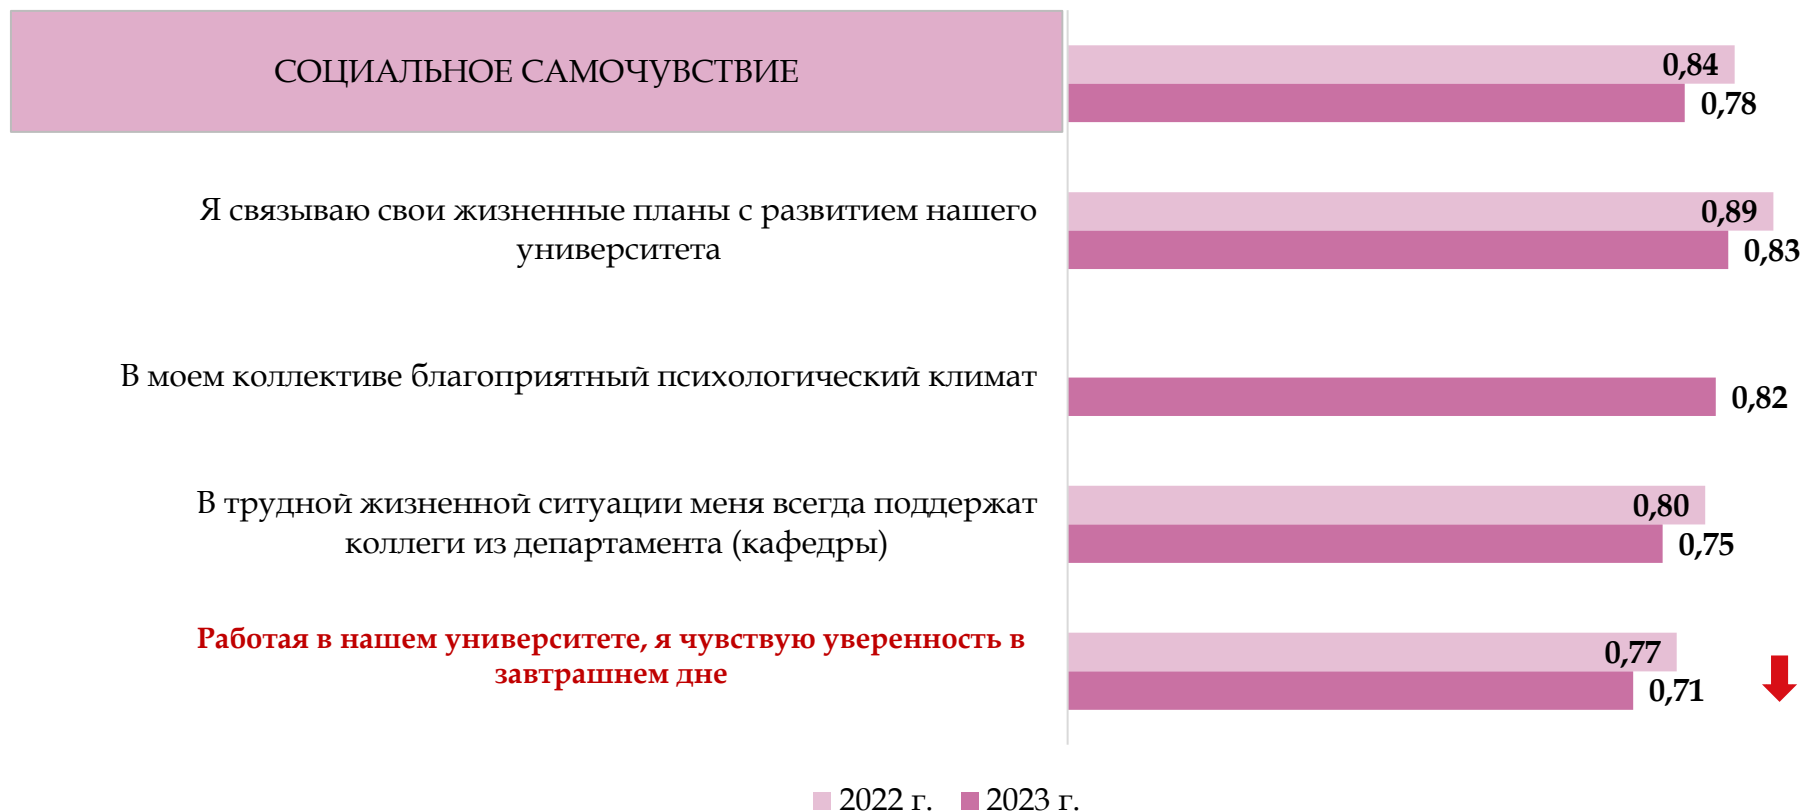 СОЦИАЛЬНОЕ САМОЧУВСТВИЕ
0,84
0,78
Я связываю свои жизненные планы с развитием нашего
университета
0,89
0,83
В моем коллективе благоприятный психологический климат
0,82
В трудной жизненной ситуации меня всегда поддержат
коллеги из департамента (кафедры)
0,80
0,75
Работая в нашем университете, я чувствую уверенность в
завтрашнем дне
0,77
0,71
2022 г.
2023 г.